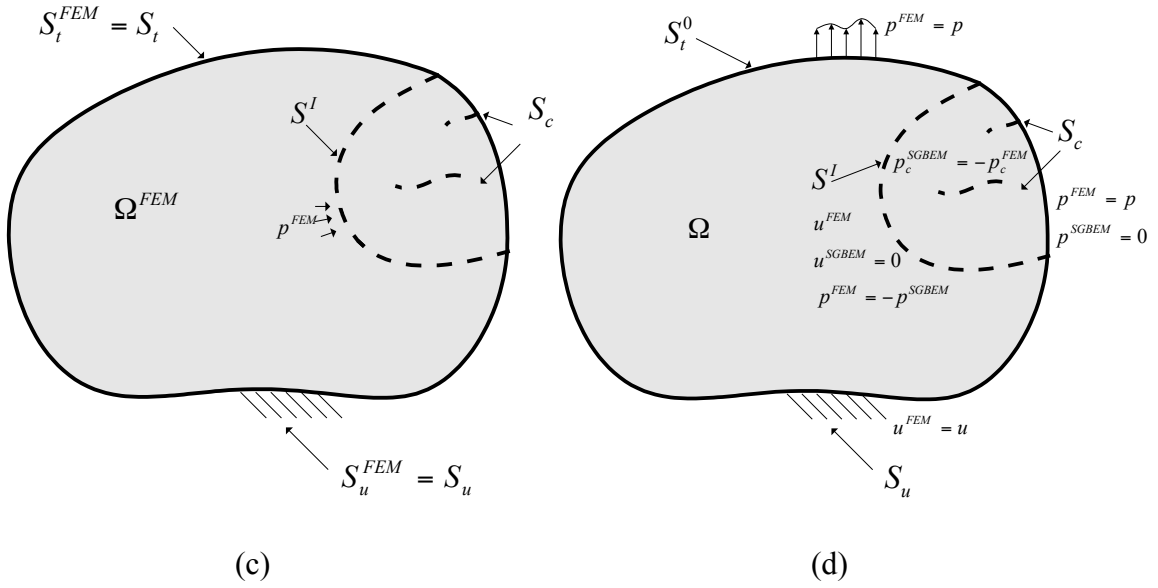 S_t^{FEM} = S_t
S^I
S_c
Ω^{FEM}
p^{FEM}
S_u^{FEM} = S_u
(c)
p^{FEM} = p
S_t^0
S_c
p_c^{SGBEM} = -p_c^{FEM}
S^I
p^{FEM} = p
u^{FEM}
Ω
p^{SGBEM} = 0
u^{SGBEM} = 0
p^{FEM} = -p^{SGBEM}
u^{FEM} = u
S_u
(d)